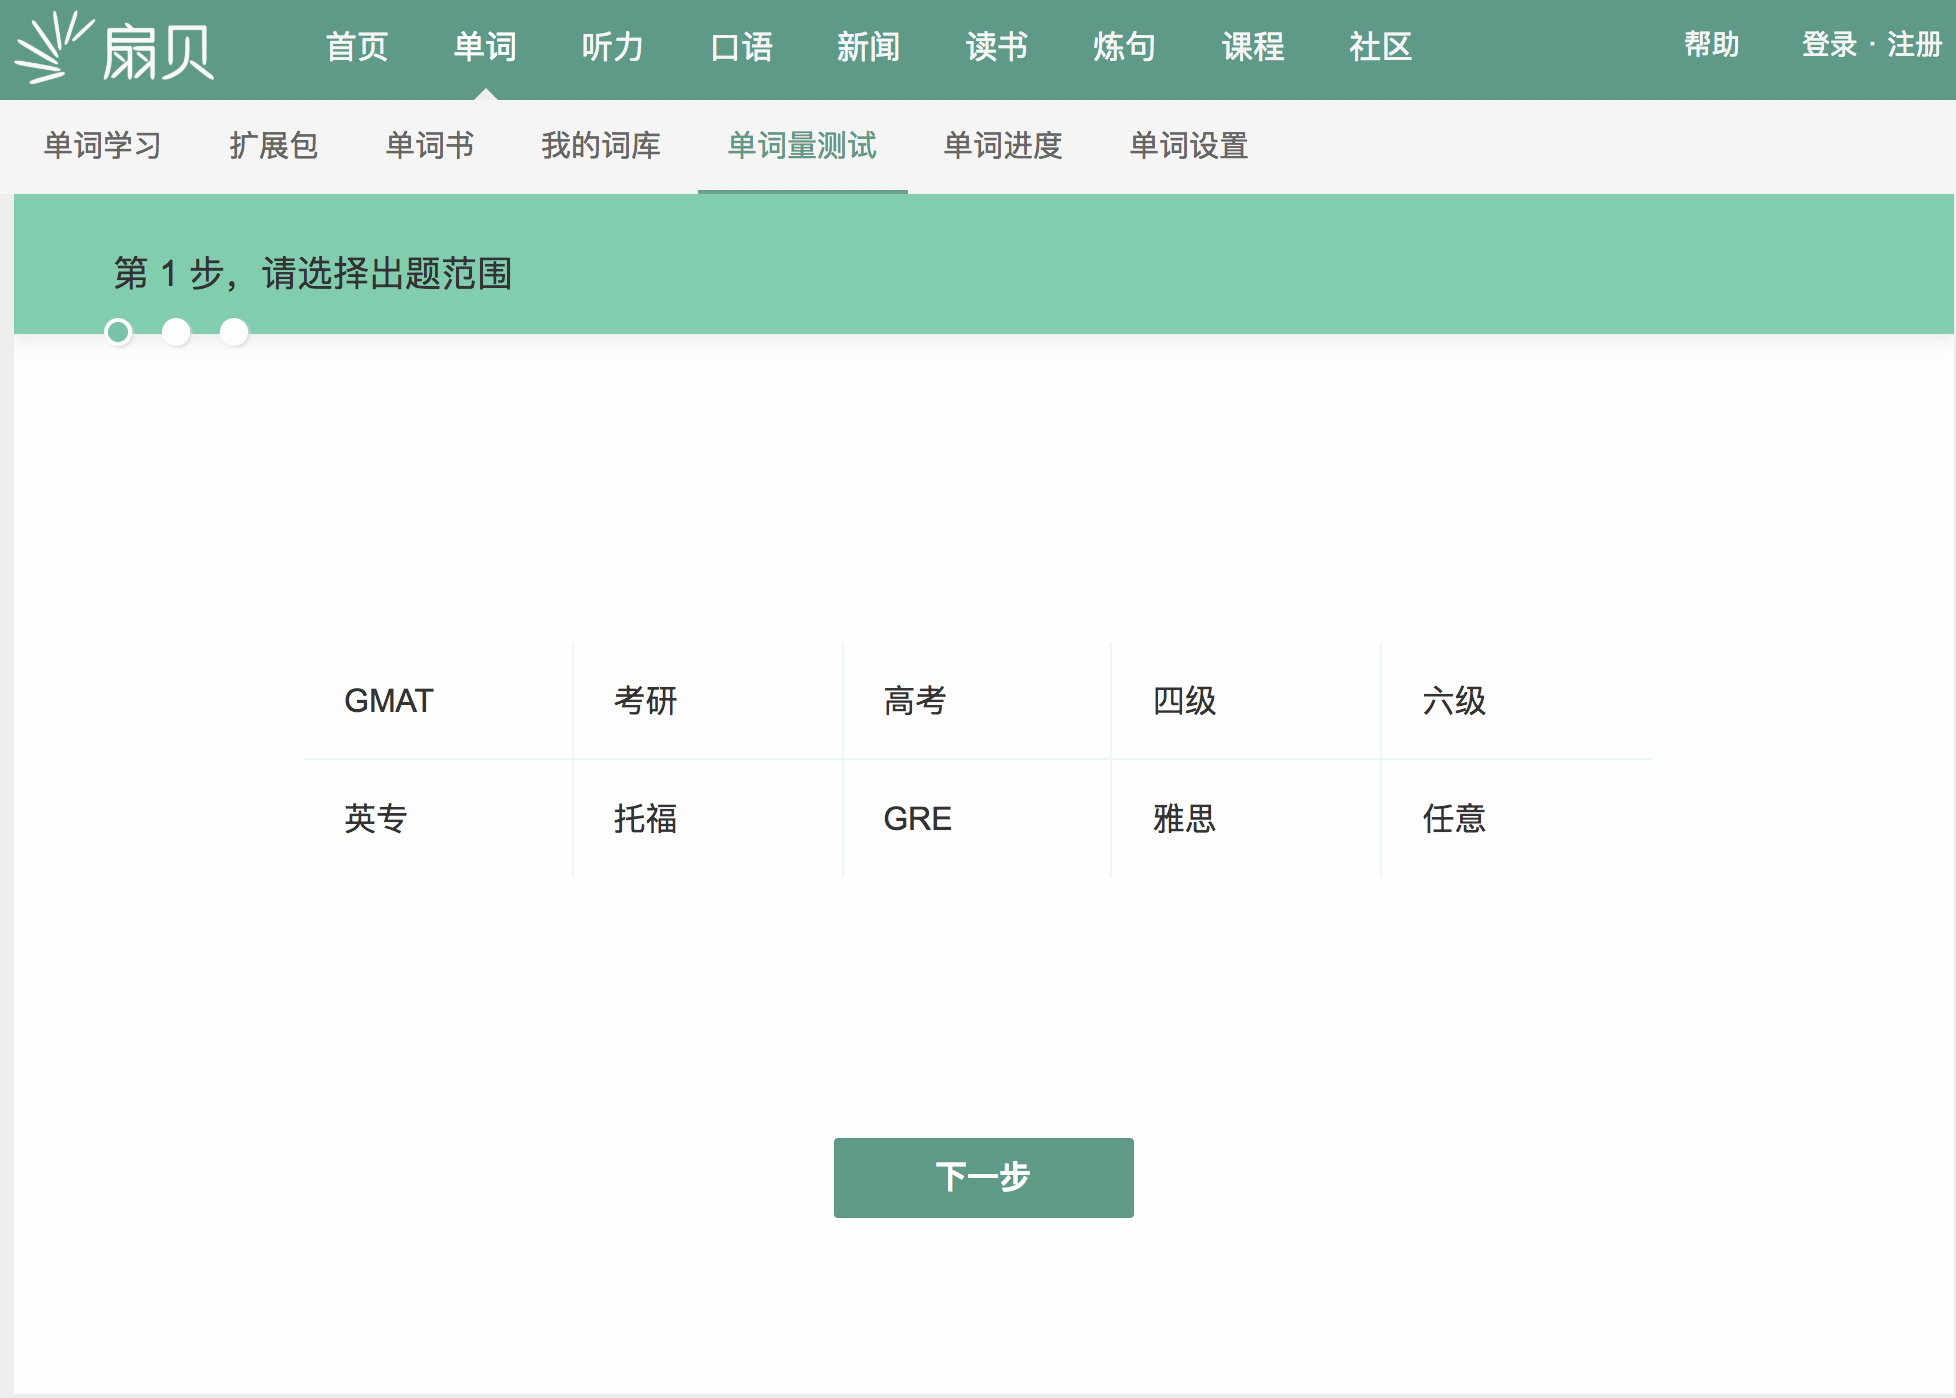 扇贝 首页 单词 听力 口语 新闻 读书 炼句 课程 社区 帮助 登录 · 注册
单词学习 扩展包 单词书 我的词库 单词量测试 单词进度 单词设置
第 1 步，请选择出题范围
GMAT 考研 高考 四级 六级
英专 托福 GRE 雅思 任意
下一步